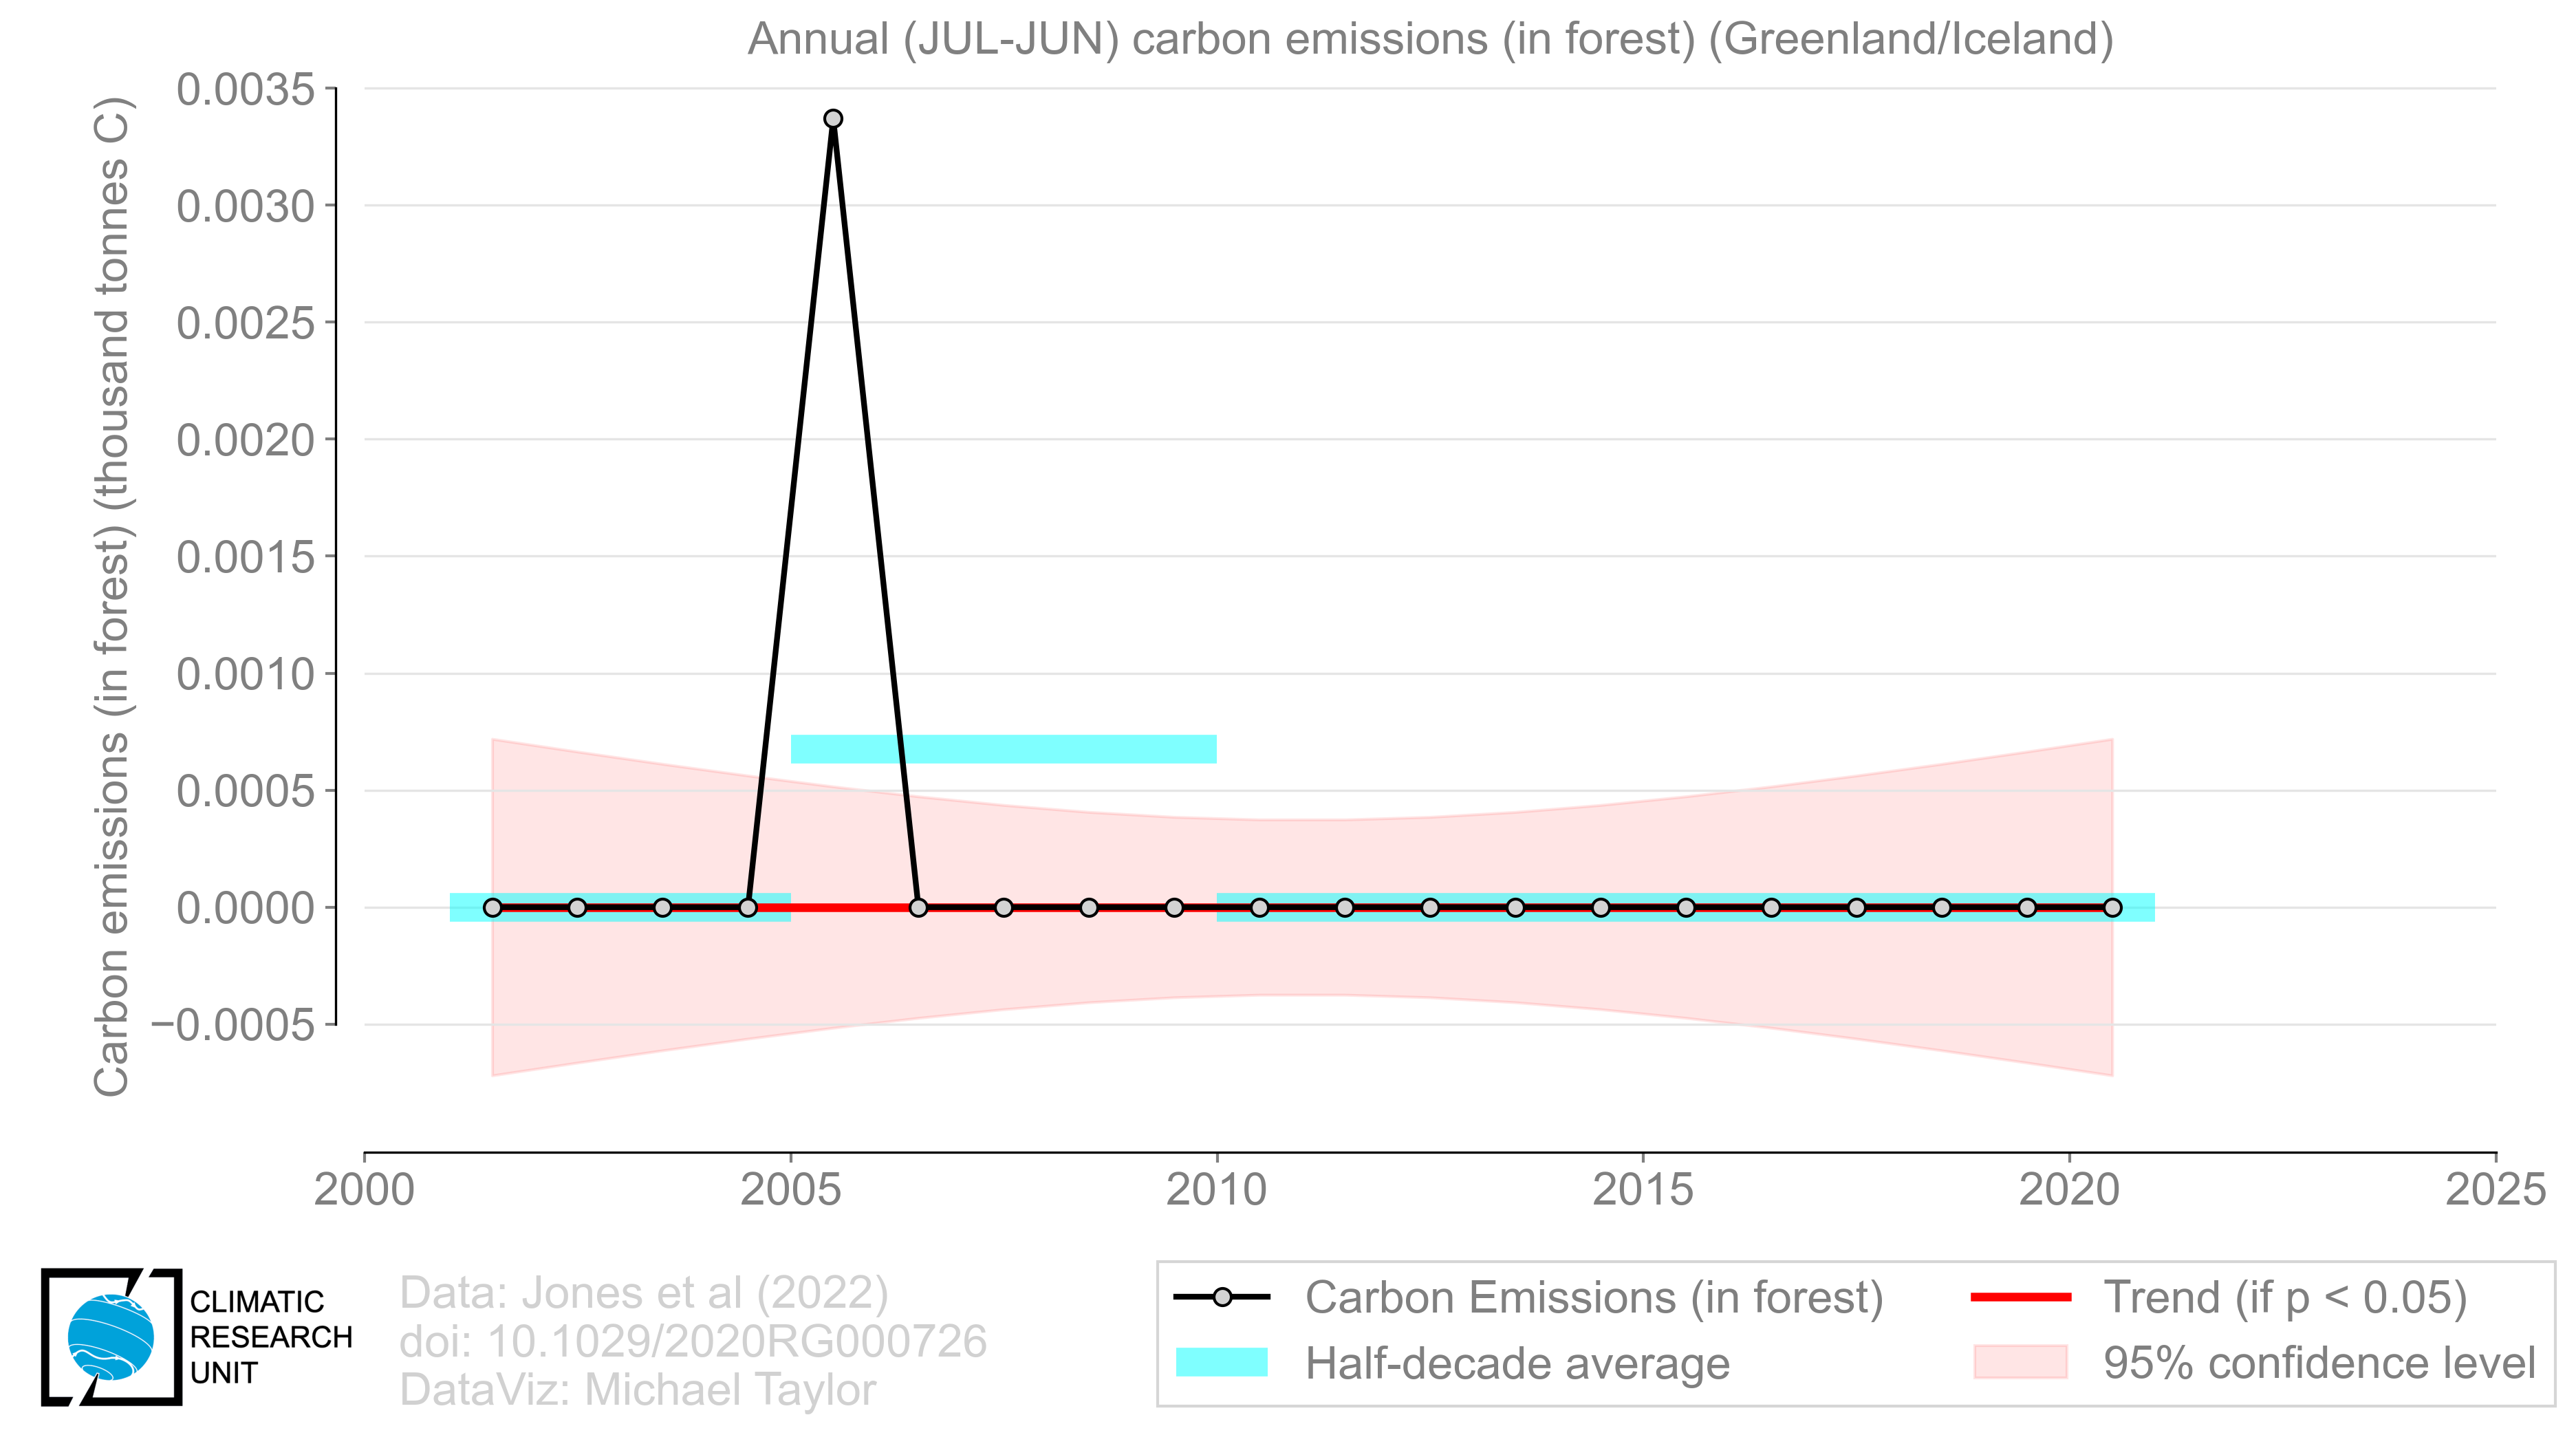 Annual (JUL-JUN) carbon emissions (in forest) (Greenland/Iceland)
Carbon emissions (in forest) (thousand tonnes C)
0.0035
0.0030
0.0025
0.0020
0.0015
0.0010
0.0005
0.0000
−0.0005
2000
2005
2010
2015
2020
2025
CLIMATIC
RESEARCH
UNIT
Data: Jones et al (2022)
doi: 10.1029/2020RG000726
DataViz: Michael Taylor
Carbon Emissions (in forest)
Half-decade average
Trend (if p < 0.05)
95% confidence level